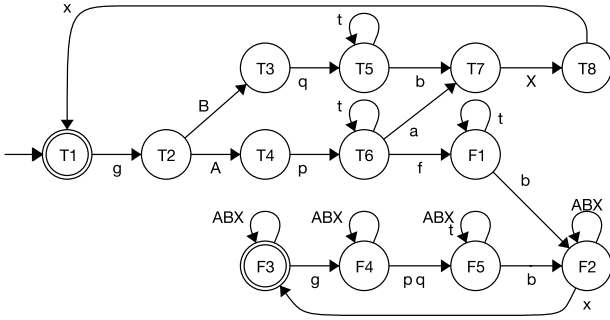 x
t
T3
q
T5
b
T7
X
T8
B
t
t
a
T1
g
T2
A
T4
p
T6
f
F1
b
ABX
ABX
ABX
t
ABX
F3
g
F4
p q
F5
b
F2
x